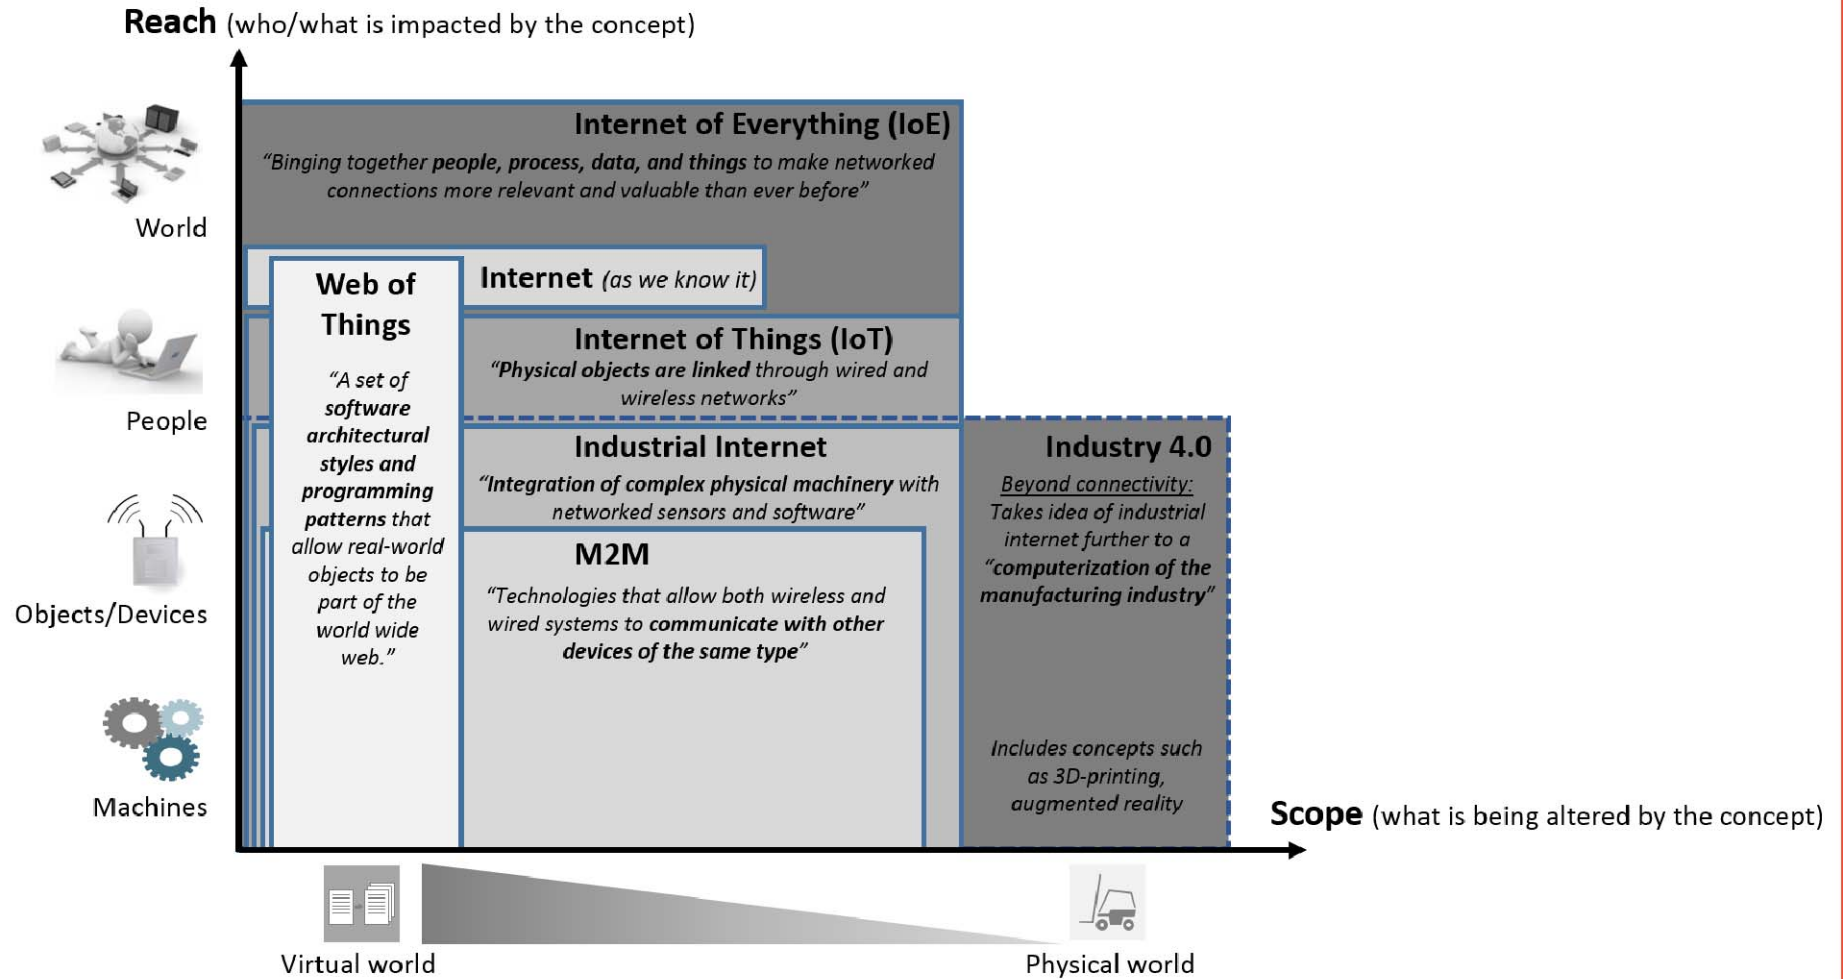 Reach (who/what is impacted by the concept)
Internet of Everything (IoE)
“Binging together people, process, data, and things to make networked
connections more relevant and valuable than ever before”
World
Web of
Things
Internet (as we know it)
Internet of Things (IoT)
“Physical objects are linked through wired and
wireless networks”
“A set of
software
architectural
styles and
programming
patterns that
allow real-world
objects to be
part of the
world wide
web.”
People
Industrial Internet
“Integration of complex physical machinery with
networked sensors and software”
Industry 4.0
Beyond connectivity:
Takes idea of industrial
internet further to a
“computerization of the
manufacturing industry”
M2M
“Technologies that allow both wireless and
wired systems to communicate with other
devices of the same type”
Objects/Devices
Includes concepts such
as 3D-printing,
augmented reality
Machines
Scope (what is being altered by the concept)
Virtual world
Physical world